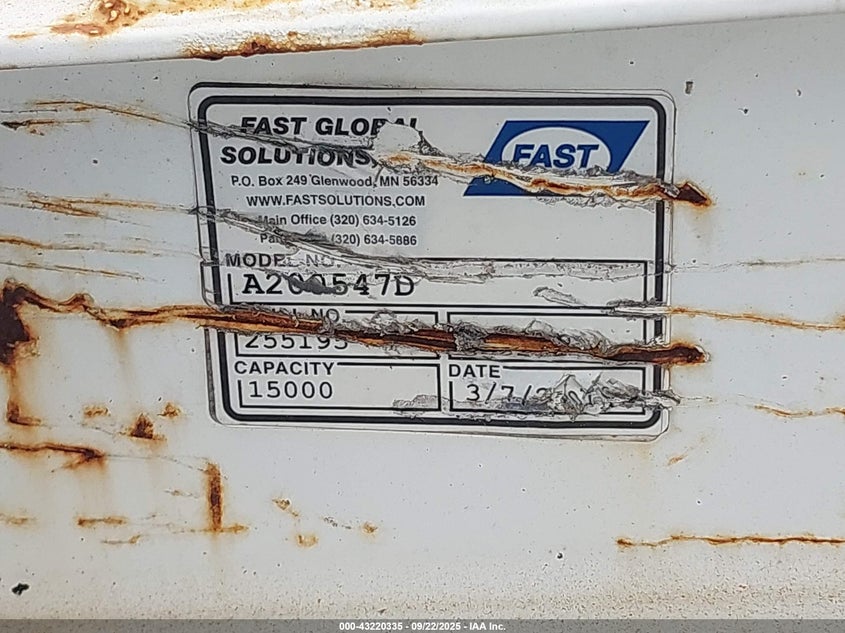 FAST GLOBAL
SOLUTIONS,
FAST
P.O. Box 249 Glenwood, MN 56334
WWW.FASTSOLUTIONS.COM
Main Office (320) 634-5126
(320) 634-5886
MODEL NO.
A200547D
NO.
255195
CAPACITY
15000
DATE
000-43220335 - 09/22/2025 - IAA Inc.